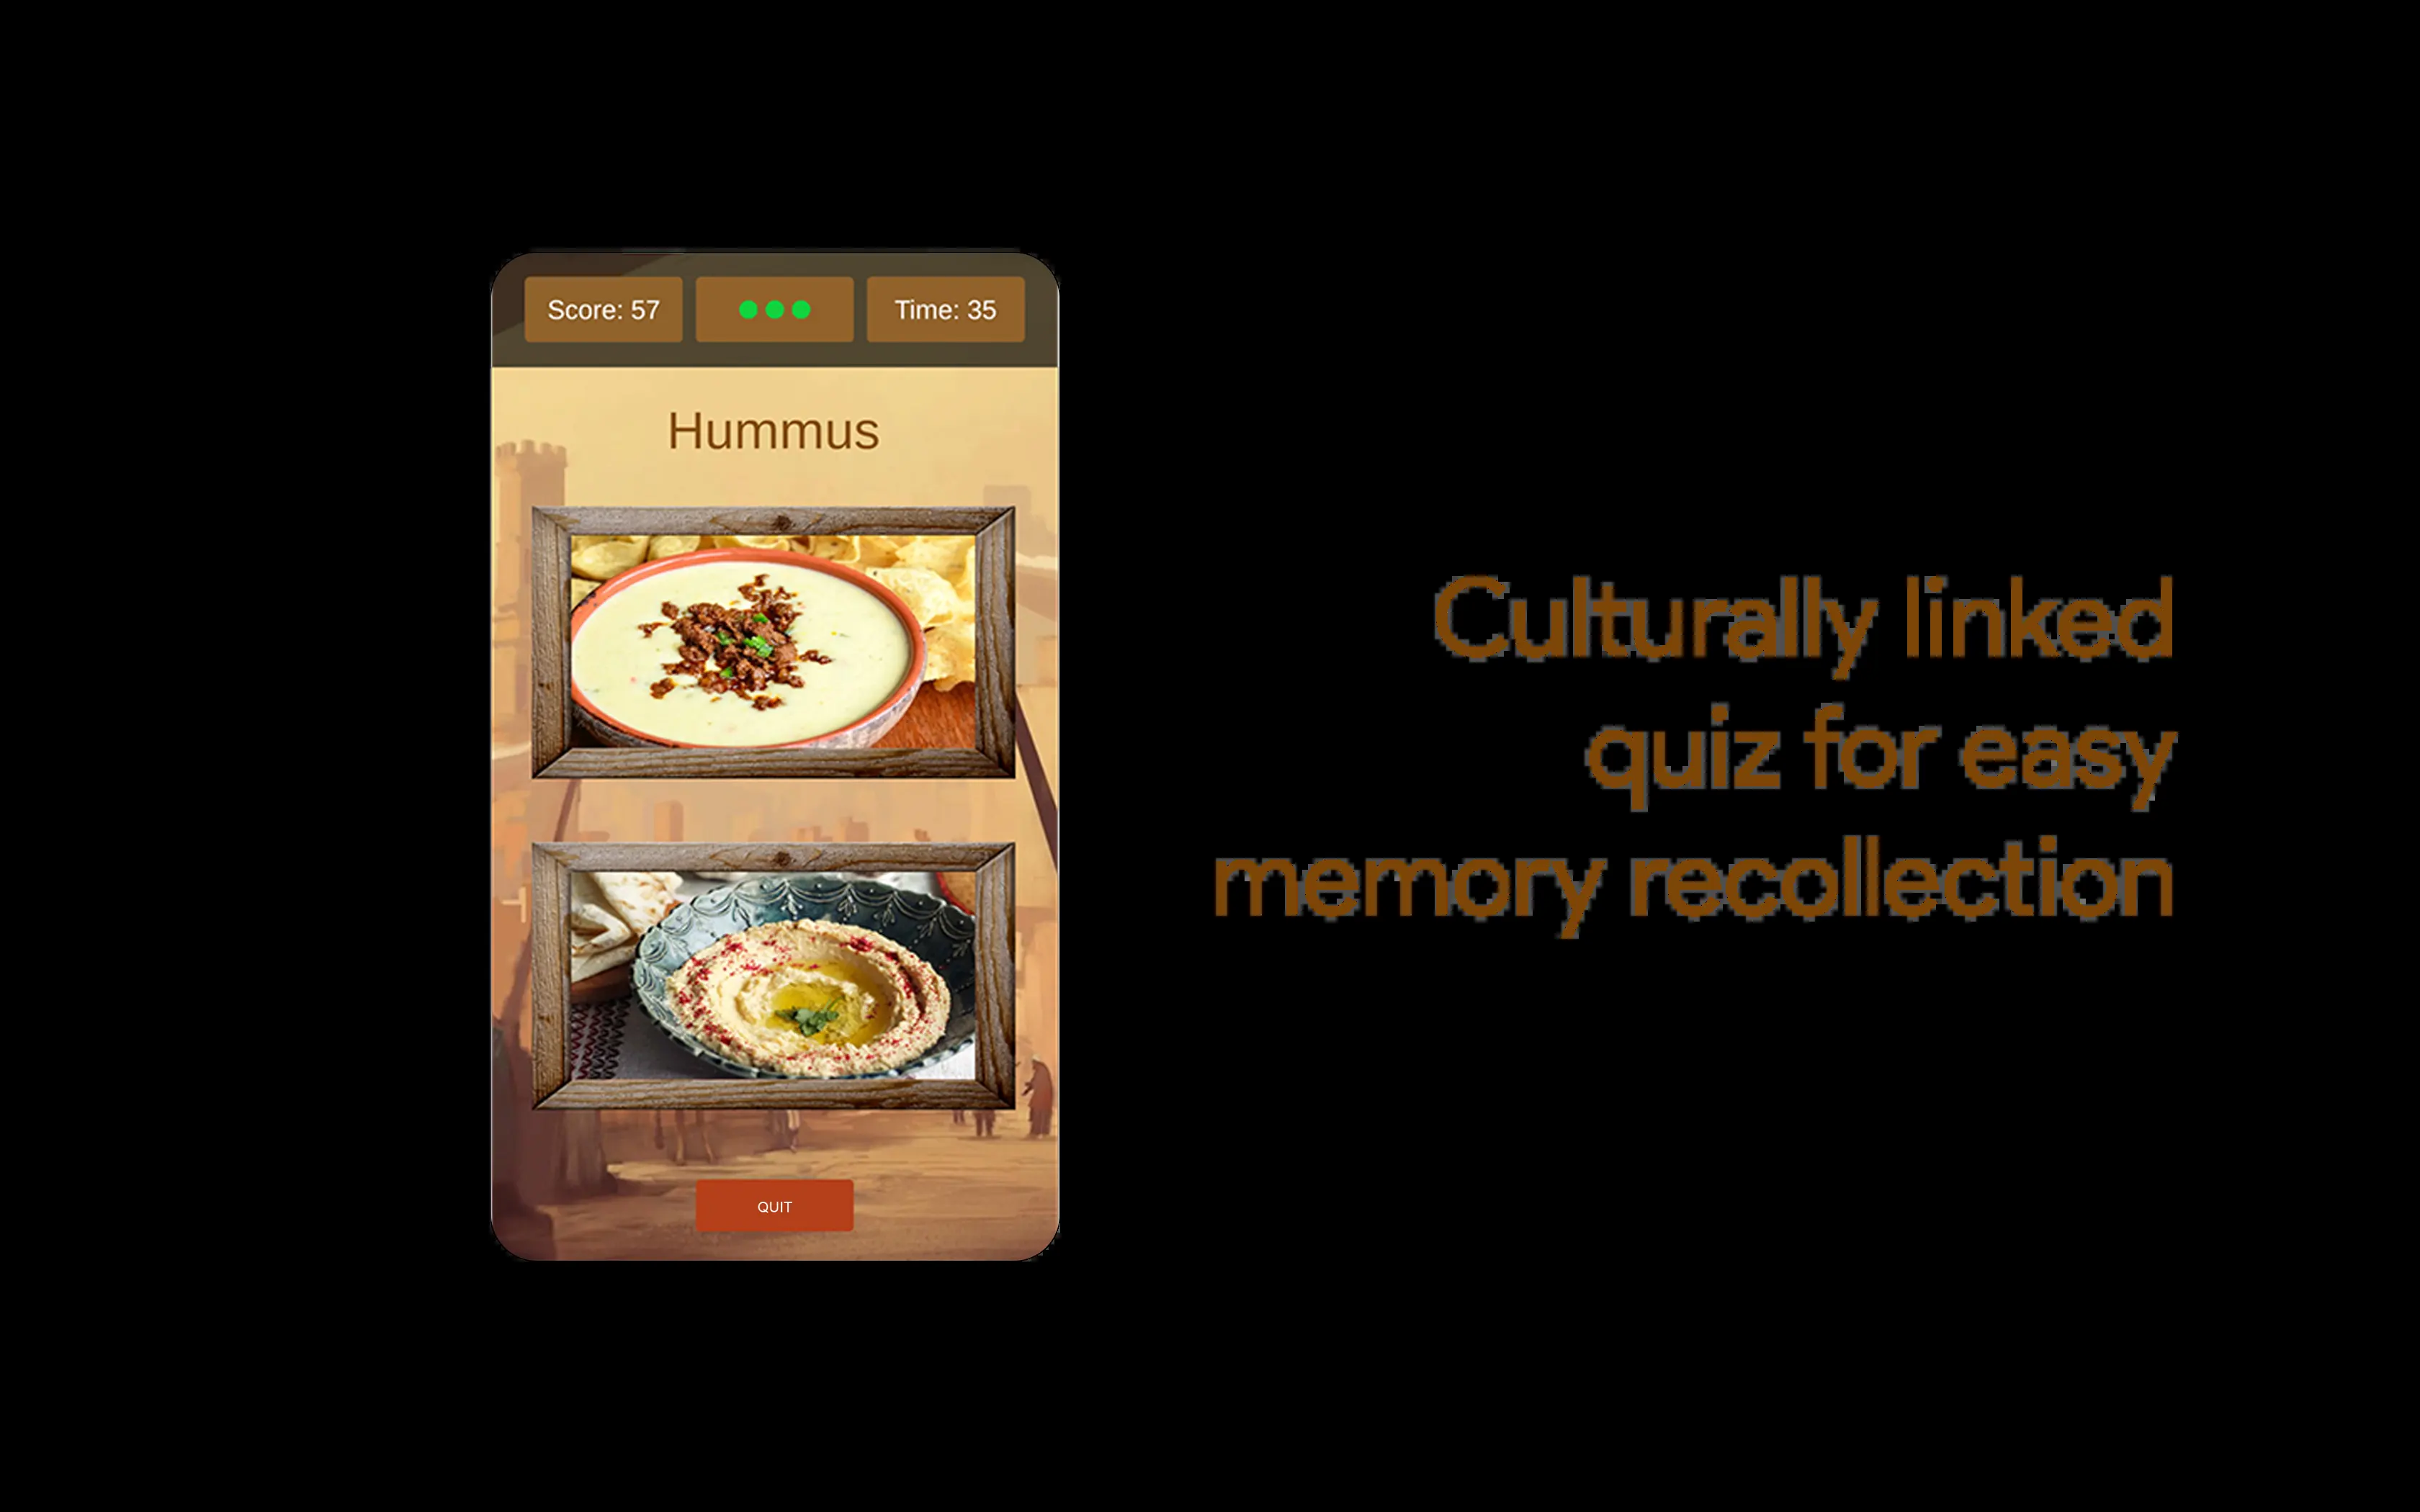 Score: 57
Time: 35
Hummus
QUIT
Culturally linked
quiz for easy
memory recollection